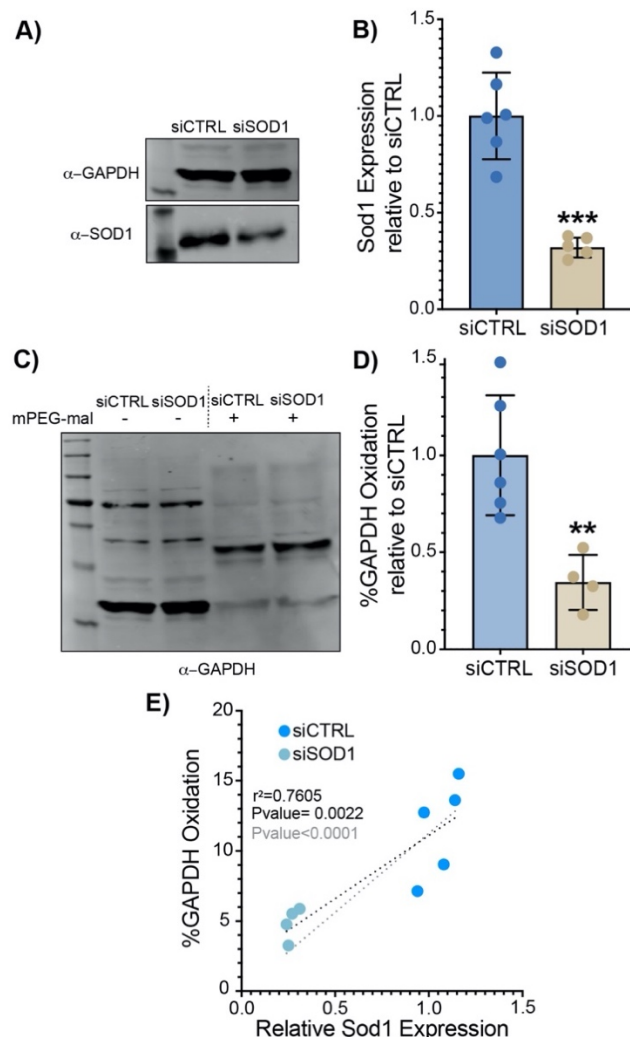 A)
siCTRL siSOD1
α–GAPDH
α–SOD1
B)
Sod1 Expression
relative to siCTRL
1.5
1.0
0.5
0.0
***
siCTRL siSOD1
C)
siCTRL siSOD1 siCTRL siSOD1
mPEG-mal - - + +
α–GAPDH
D)
%GAPDH Oxidation
relative to siCTRL
1.5
1.0
0.5
0.0
**
siCTRL siSOD1
E)
%GAPDH Oxidation
20
15
10
5
0
siCTRL
siSOD1
r²=0.7605
Pvalue= 0.0022
Pvalue<0.0001
0.0 0.5 1.0 1.5
Relative Sod1 Expression